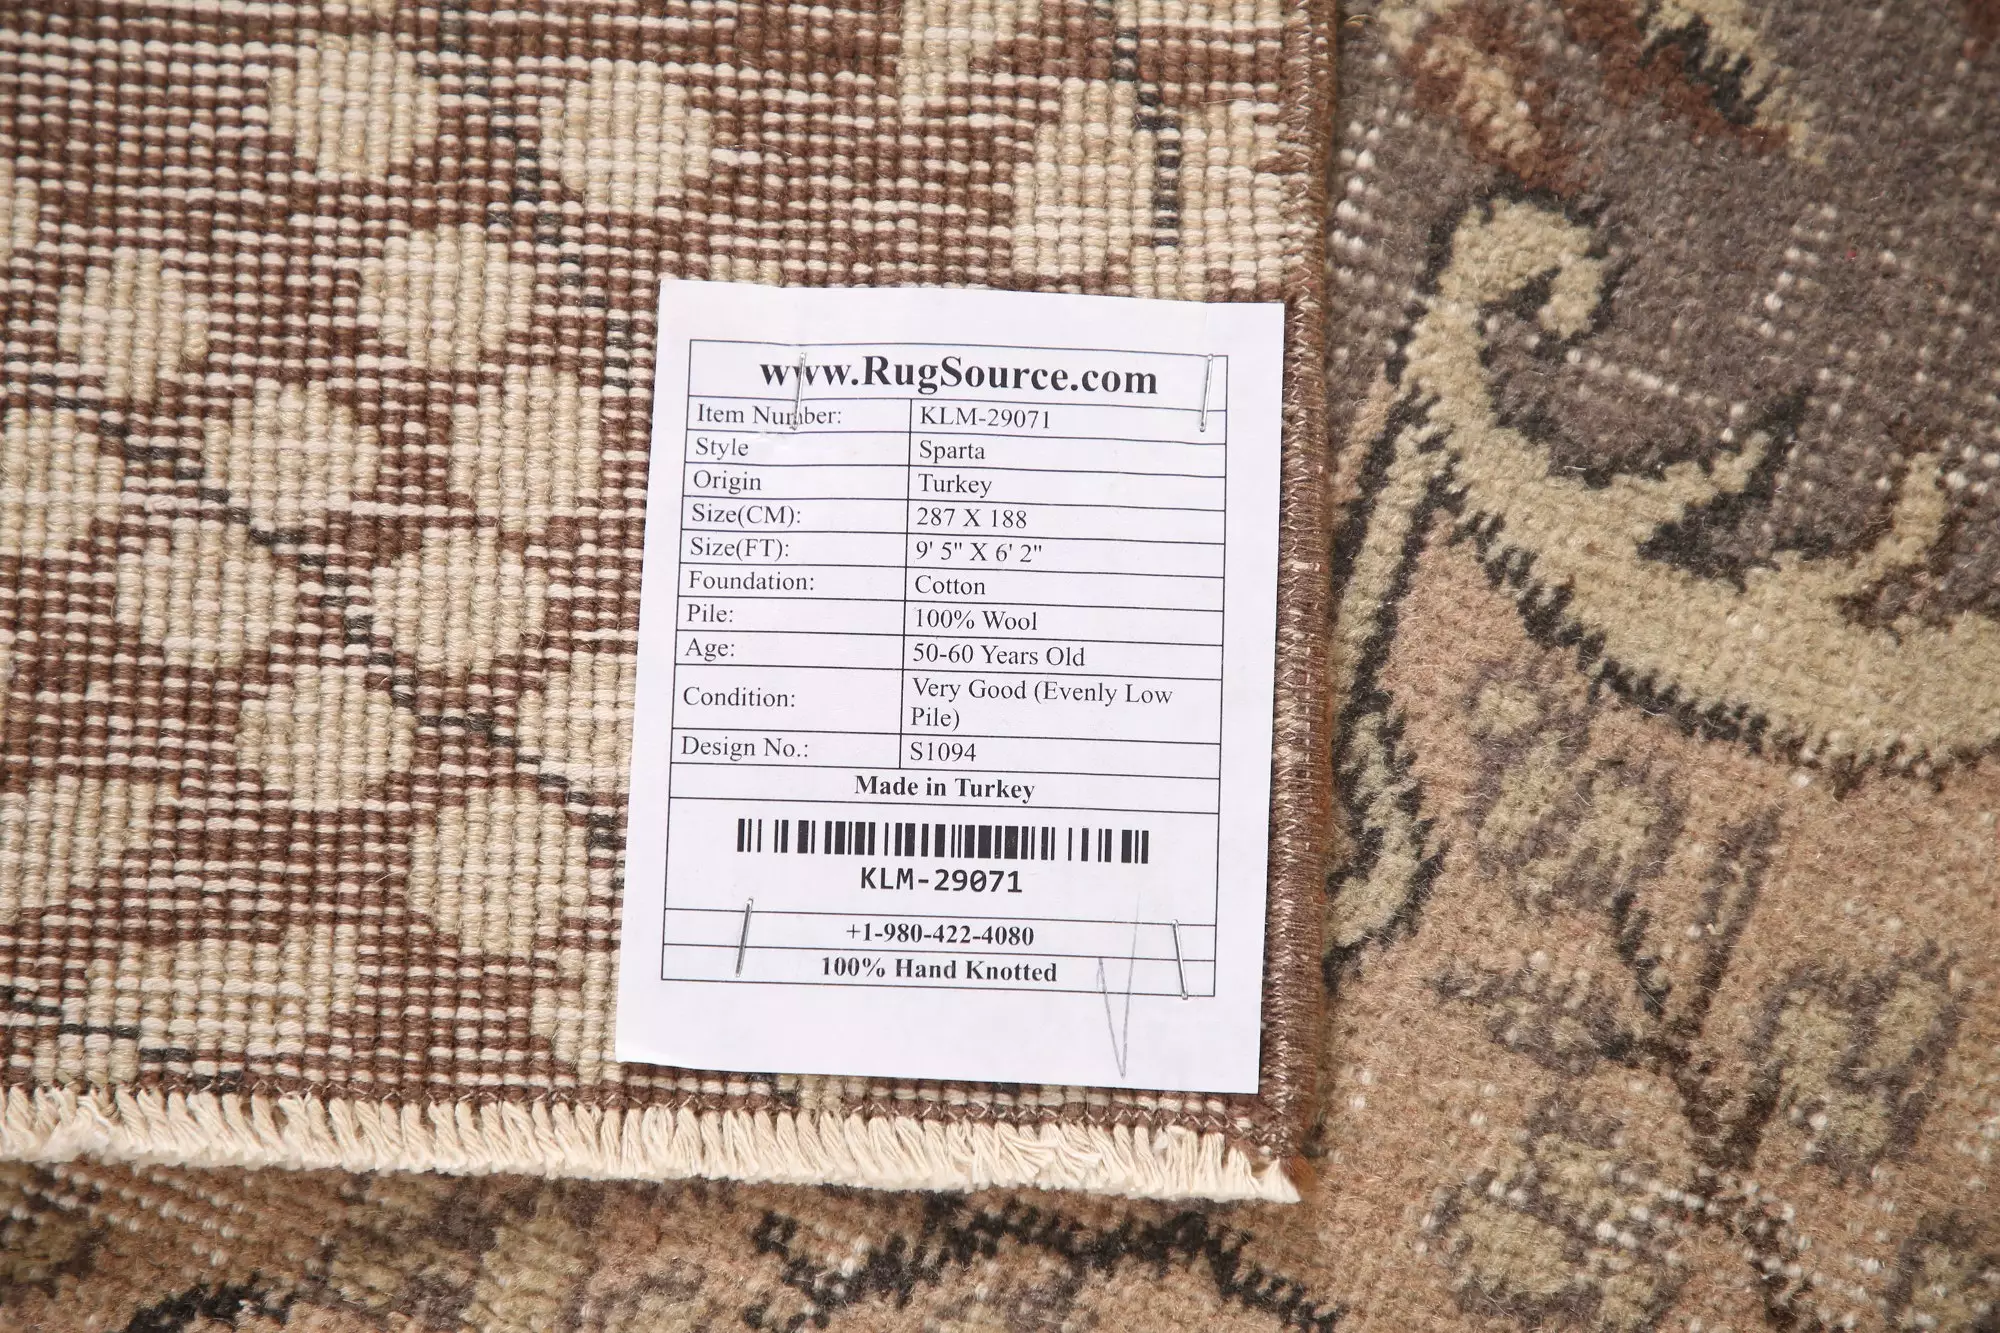 www.RugSource.com
Item Number: KLM-29071
Style Sparta
Origin Turkey
Size(CM): 287 X 188
Size(FT): 9' 5" X 6' 2"
Foundation: Cotton
Pile: 100% Wool
Age: 50-60 Years Old
Condition: Very Good (Evenly Low
Pile)
Design No.: S1094
Made in Turkey
KLM-29071
+1-980-422-4080
100% Hand Knotted